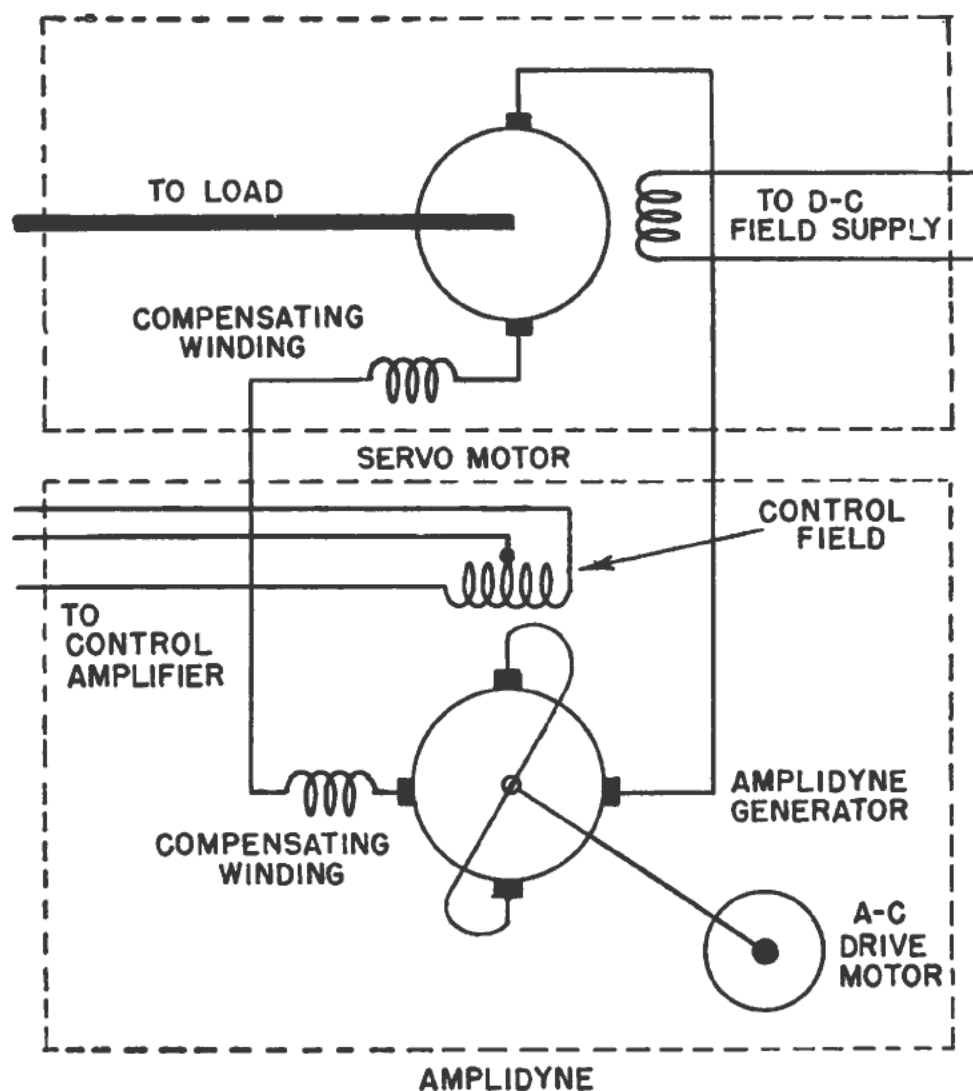 TO LOAD
TO D-C
FIELD SUPPLY
COMPENSATING
WINDING
SERVO MOTOR
CONTROL
FIELD
TO
CONTROL
AMPLIFIER
AMPLIDYNE
GENERATOR
COMPENSATING
WINDING
A-C
DRIVE
MOTOR
AMPLIDYNE